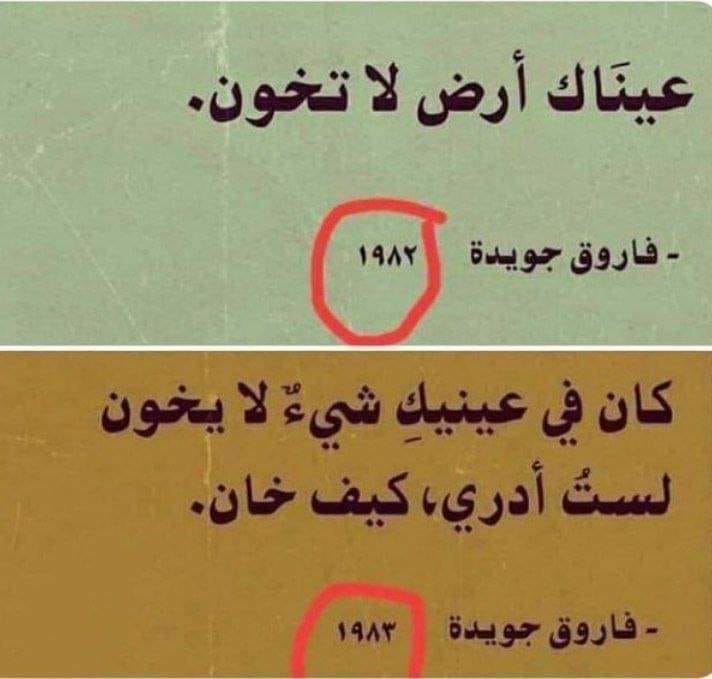 عينَاك أرض لا تخون.
- فاروق جويدة ١٩٨٢
كان في عينيكِ شيءٌ لا يخون
لستُ أدري، كيف خان.
- فاروق جويدة ١٩٨٣